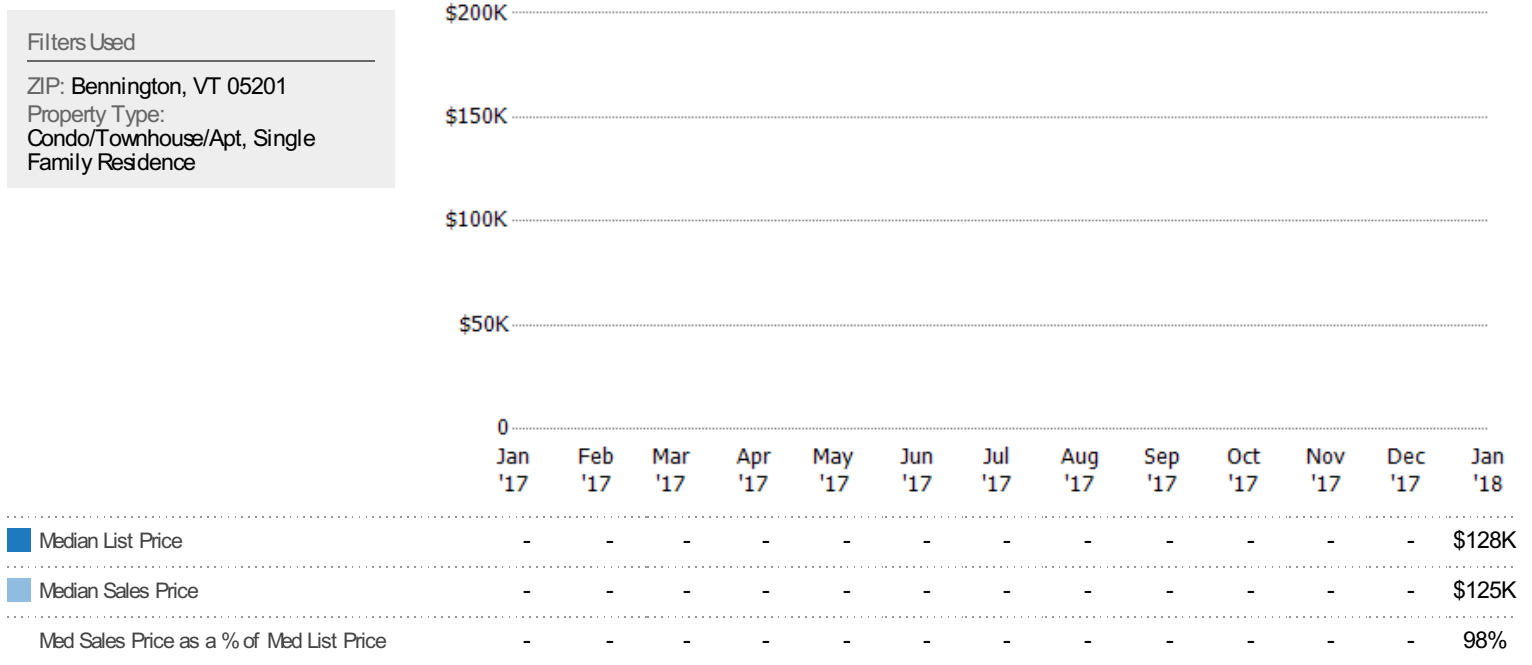 Filters Used
ZIP: Bennington, VT 05201
Property Type:
Condo/Townhouse/Apt, Single
Family Residence
$200K
$150K
$100K
$50K
0
Jan Feb Mar Apr May Jun Jul Aug Sep Oct Nov Dec Jan
'17 '17 '17 '17 '17 '17 '17 '17 '17 '17 '17 '17 '18
Median List Price - - - - - - - - - - - - $128K
Median Sales Price - - - - - - - - - - - - $125K
Med Sales Price as a % of Med List Price - - - - - - - - - - - - 98%